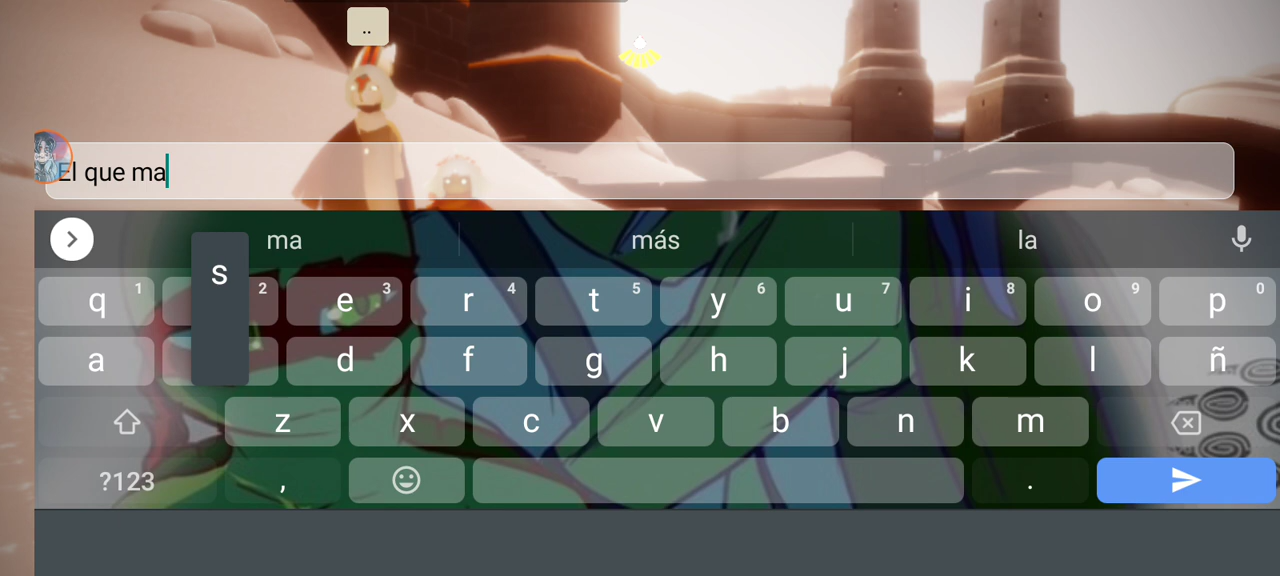 ..
El que ma
ma más la
s
q 1 2 e 3 r 4 t 5 y 6 u 7 i 8 o 9 p 0
a d f g h j k l ñ
z x c v b n m
?123 , .